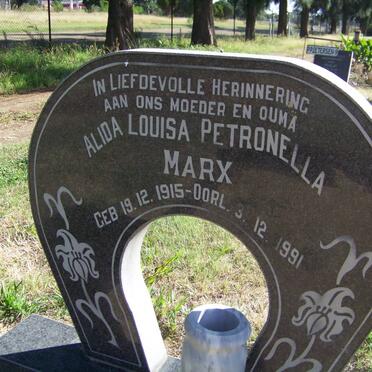 IN LIEFDEVOLLE HERINNERING
AAN ONS MOEDER EN OUMA
ALIDA LOUISA PETRONELLA
MARX
GEB 19.12.1915-OORL. 3.12.1991